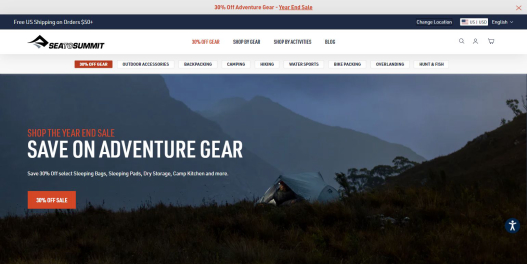 30% Off Adventure Gear - Year End Sale
Free US Shipping on Orders $50+
Change Location
US | USD
English
SEA TO SUMMIT
30% OFF GEAR
SHOP BY GEAR
SHOP BY ACTIVITIES
BLOG
30% OFF GEAR
OUTDOOR ACCESSORIES
BACKPACKING
CAMPING
HIKING
WATER SPORTS
BIKE PACKING
OVERLANDING
HUNT & FISH
SHOP THE YEAR END SALE
SAVE ON ADVENTURE GEAR
Save 30% Off select Sleeping Bags, Sleeping Pads, Dry Storage, Camp Kitchen and more.
30% OFF SALE